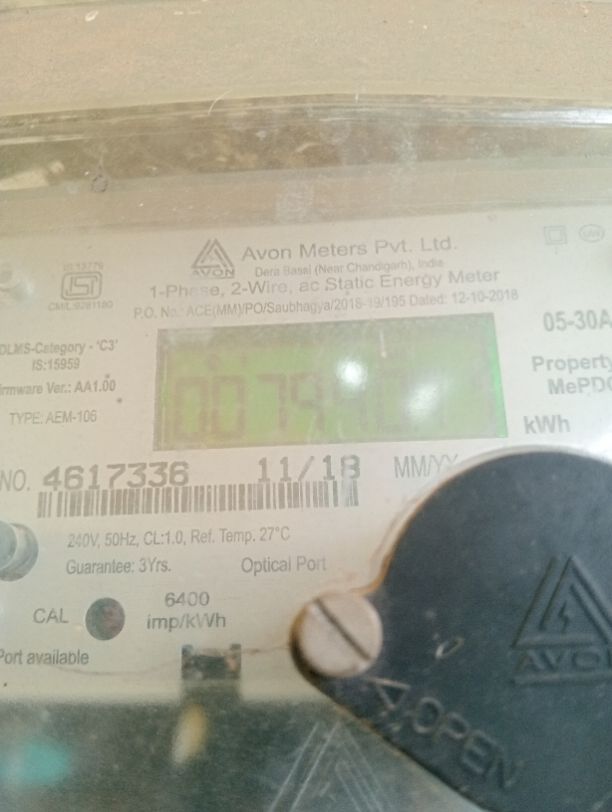 AVON
Avon Meters Pvt. Ltd.
Dera Bassi (Near Chandigarh), India
1-Phase, 2-Wire, ac Static Energy Meter
P.O. No.: ACE(MM)/PO/Saubhagya/2018-19/195 Dated: 12-10-2018
IS:13779
05-30A
DLMS-Category - 'C3'
IS:15959
Firmware Ver.: AA1.00
TYPE: AEM-106
Property
kWh
NO. 4617336 11/18 MM/YY
240V, 50Hz, CL:1.0, Ref. Temp. 27°C
Guarantee: 3Yrs. Optical Port
CAL
6400
imp/kWh
Port available
AVON
OPEN